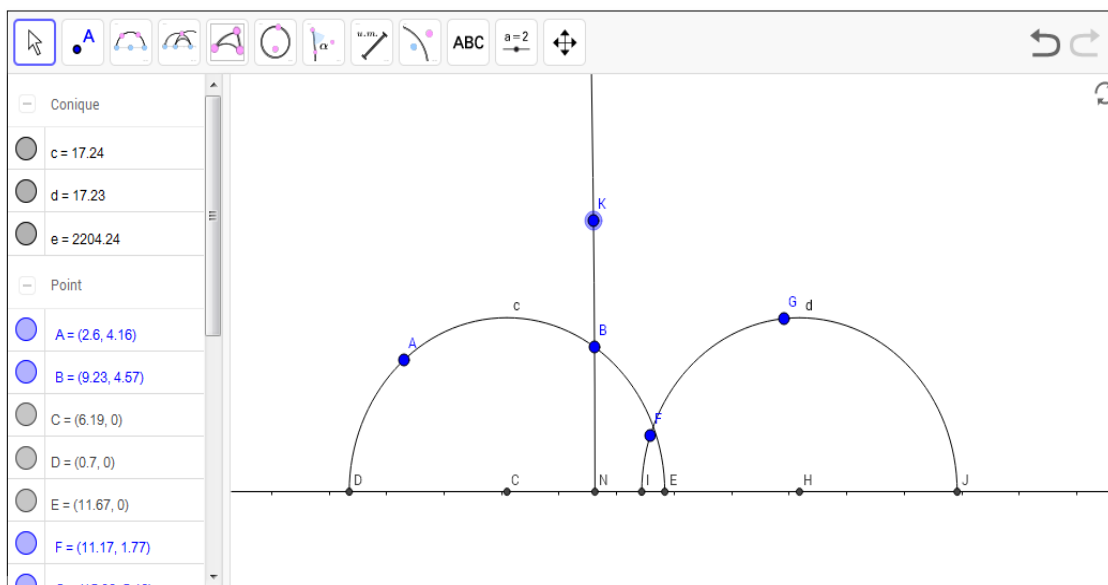 A
α
u.m.
ABC
a = 2
Conique
c = 17.24
d = 17.23
e = 2204.24
Point
A = (2.6, 4.16)
B = (9.23, 4.57)
C = (6.19, 0)
D = (0.7, 0)
E = (11.67, 0)
F = (11.17, 1.77)
K
c
G d
A
B
F
D C N I E H J